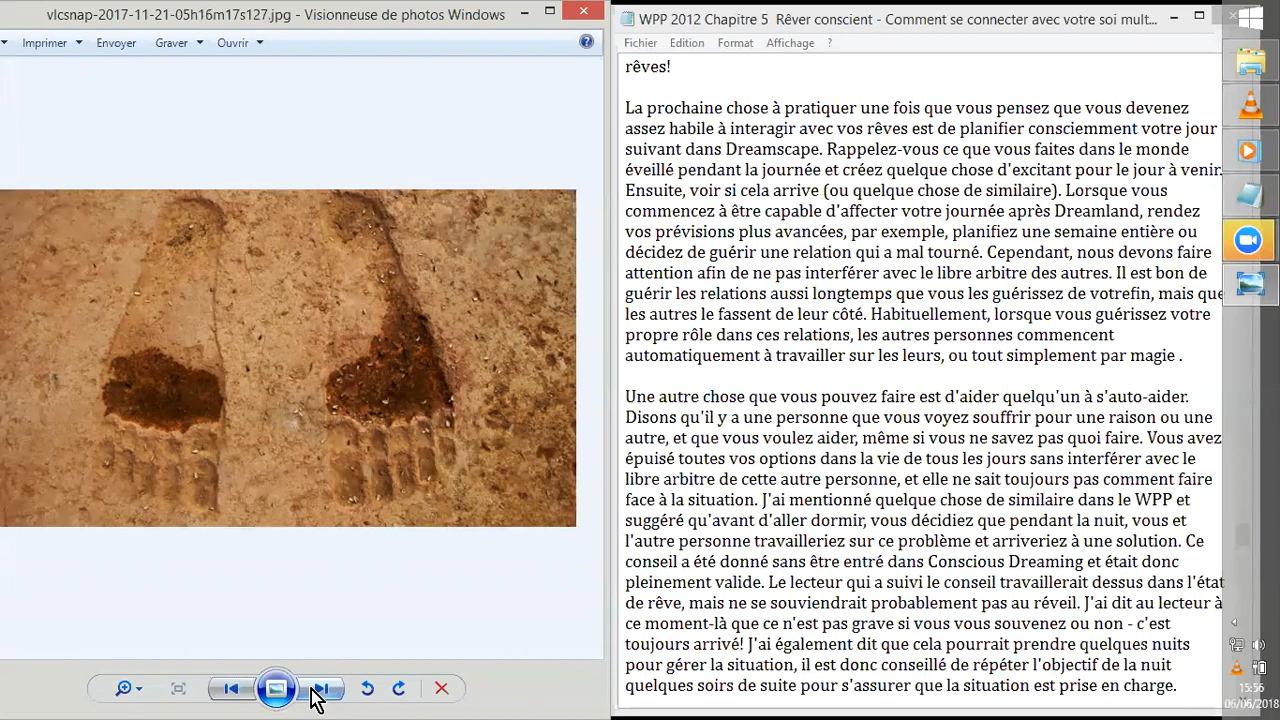 vlcsnap-2017-11-21-05h16m17s127.jpg - Visionneuse de photos Windows
Imprimer Envoyer Graver Ouvrir
WPP 2012 Chapitre 5 Rêver conscient - Comment se connecter avec votre soi mult...
Fichier Edition Format Affichage ?
rêves!
La prochaine chose à pratiquer une fois que vous pensez que vous devenez
assez habile à interagir avec vos rêves est de planifier consciemment votre jour
suivant dans Dreamscape. Rappelez-vous ce que vous faites dans le monde
éveillé pendant la journée et créez quelque chose d'excitant pour le jour à venir.
Ensuite, voir si cela arrive (ou quelque chose de similaire). Lorsque vous
commencez à être capable d'affecter votre journée après Dreamland, rendez
vos prévisions plus avancées, par exemple, planifiez une semaine entière ou
décidez de guérir une relation qui a mal tourné. Cependant, nous devons faire
attention afin de ne pas interférer avec le libre arbitre des autres. Il est bon de
guérir les relations aussi longtemps que vous les guérissez de votrefin, mais que
les autres le fassent de leur côté. Habituellement, lorsque vous guérissez votre
propre rôle dans ces relations, les autres personnes commencent
automatiquement à travailler sur les leurs, ou tout simplement par magie .
Une autre chose que vous pouvez faire est d'aider quelqu'un à s'auto-aider.
Disons qu'il y a une personne que vous voyez souffrir pour une raison ou une
autre, et que vous voulez aider, même si vous ne savez pas quoi faire. Vous avez
épuisé toutes vos options dans la vie de tous les jours sans interférer avec le
libre arbitre de cette autre personne, et elle ne sait toujours pas comment faire
face à la situation. J'ai mentionné quelque chose de similaire dans le WPP et
suggéré qu'avant d'aller dormir, vous décidiez que pendant la nuit, vous et
l'autre personne travailleriez sur ce problème et arriveriez à une solution. Ce
conseil a été donné sans être entré dans Conscious Dreaming et était donc
pleinement valide. Le lecteur qui a suivi le conseil travaillerait dessus dans l'état
de rêve, mais ne se souviendrait probablement pas au réveil. J'ai dit au lecteur à
ce moment-là que ce n'est pas grave si vous vous souvenez ou non - c'est
toujours arrivé! J'ai également dit que cela pourrait prendre quelques nuits
pour gérer la situation, il est donc conseillé de répéter l'objectif de la nuit
quelques soirs de suite pour s'assurer que la situation est prise en charge.
15:56
06/06/2018